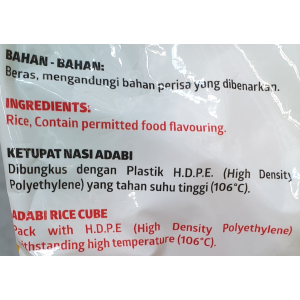 BAHAN - BAHAN:
Beras, mengandungi bahan perisa yang dibenarkan.
INGREDIENTS:
Rice, Contain permitted food flavouring.
KETUPAT NASI ADABI
Dibungkus dengan Plastik H.D.P.E. (High Density
Polyethylene) yang tahan suhu tinggi (106°C).
ADABI RICE CUBE
Pack with H.D.P.E (High Density Polyethylene)
withstanding high temperature (106°C).